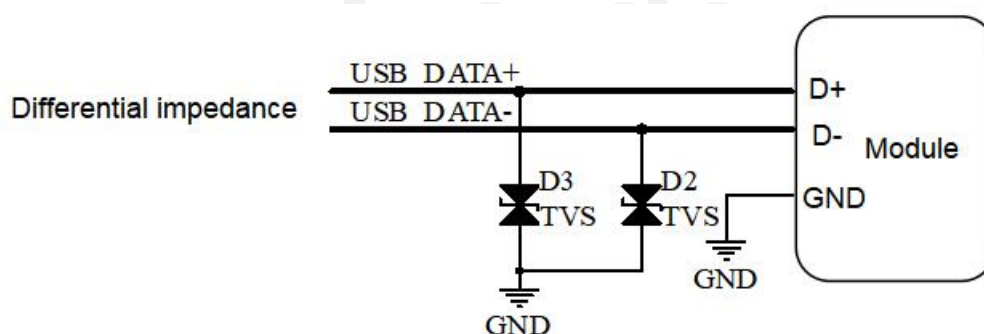 USB DATA+
Differential impedance
USB DATA-
D+
D-
Module
GND
D3
TVS
D2
TVS
GND
GND